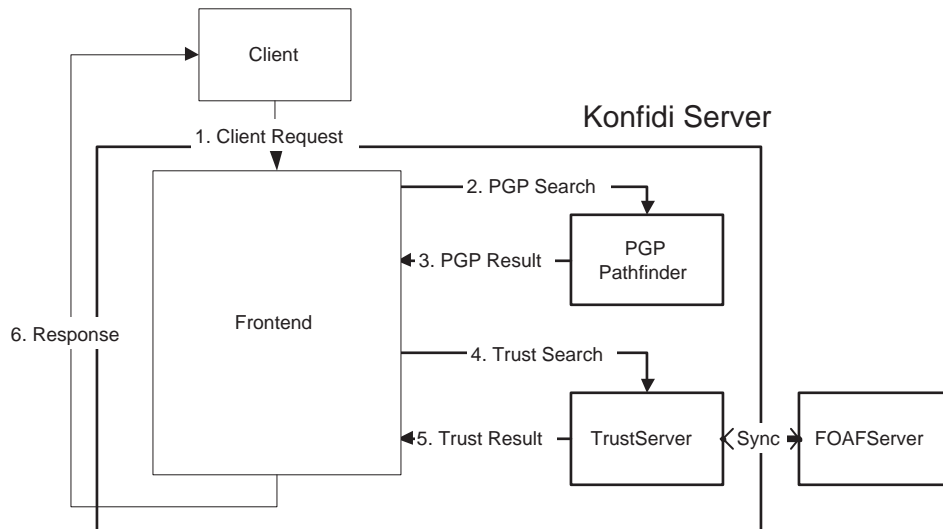 Client
1. Client Request
Konfidi Server
2. PGP Search
PGP
Pathfinder
3. PGP Result
Frontend
6. Response
4. Trust Search
5. Trust Result
TrustServer
Sync
FOAFServer